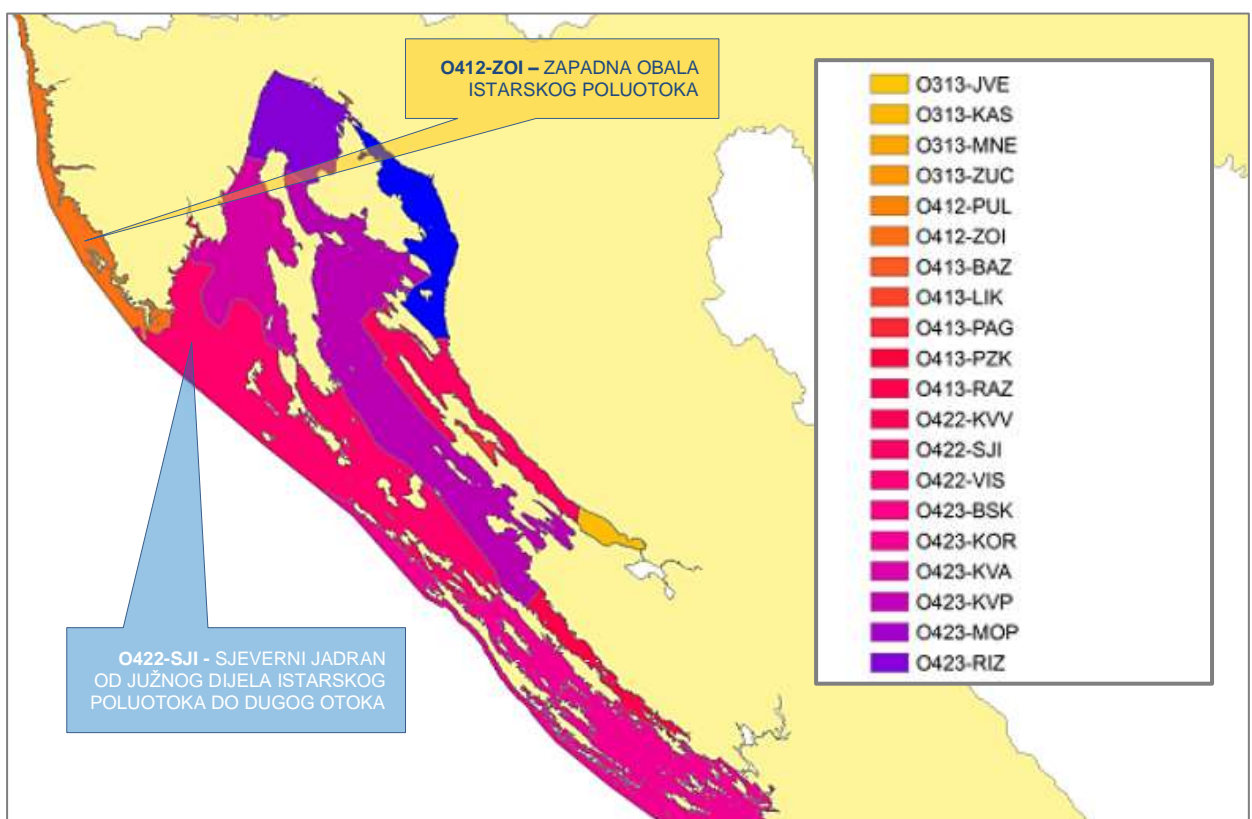 O412-ZOI – ZAPADNA OBALA
ISTARSKOG POLUOTOKA
O422-SJI - SJEVERNI JADRAN
OD JUŽNOG DIJELA ISTARSKOG
POLUOTOKA DO DUGOG OTOKA
O313-JVE
O313-KAS
O313-MNE
O313-ZUC
O412-PUL
O412-ZOI
O413-BAZ
O413-LIK
O413-PAG
O413-PZK
O413-RAZ
O422-KVV
O422-SJI
O422-VIS
O423-BSK
O423-KOR
O423-KVA
O423-KVP
O423-MOP
O423-RIZ